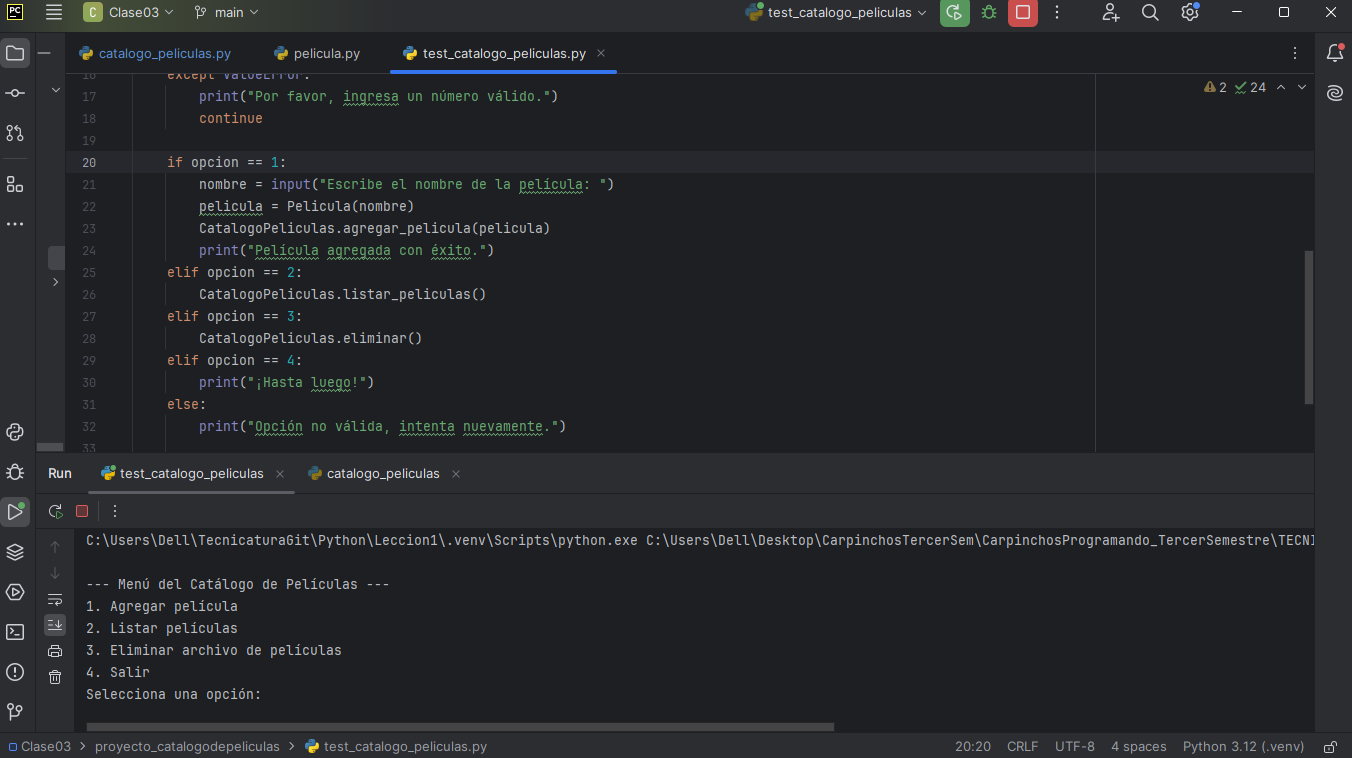 PC
C Clase03 main test_catalogo_peliculas
catalogo_peliculas.py pelicula.py test_catalogo_peliculas.py
2 24
16 except ValueError:
17 print("Por favor, ingresa un número válido.")
18 continue
19
20 if opcion == 1:
21 nombre = input("Escribe el nombre de la película: ")
22 pelicula = Pelicula(nombre)
23 CatalogoPeliculas.agregar_pelicula(pelicula)
24 print("Película agregada con éxito.")
25 elif opcion == 2:
26 CatalogoPeliculas.listar_peliculas()
27 elif opcion == 3:
28 CatalogoPeliculas.eliminar()
29 elif opcion == 4:
30 print("¡Hasta luego!")
31 else:
32 print("Opción no válida, intenta nuevamente.")
33
Run test_catalogo_peliculas catalogo_peliculas
C:\Users\Dell\TecnicaturaGit\Python\Leccion1\.venv\Scripts\python.exe C:\Users\Dell\Desktop\CarpinchosTercerSem\CarpinchosProgramando_TercerSemestre\TECNI
--- Menú del Catálogo de Películas ---
1. Agregar película
2. Listar películas
3. Eliminar archivo de películas
4. Salir
Selecciona una opción:
Clase03 > proyecto_catalogodepeliculas > test_catalogo_peliculas.py 20:20 CRLF UTF-8 4 spaces Python 3.12 (.venv)